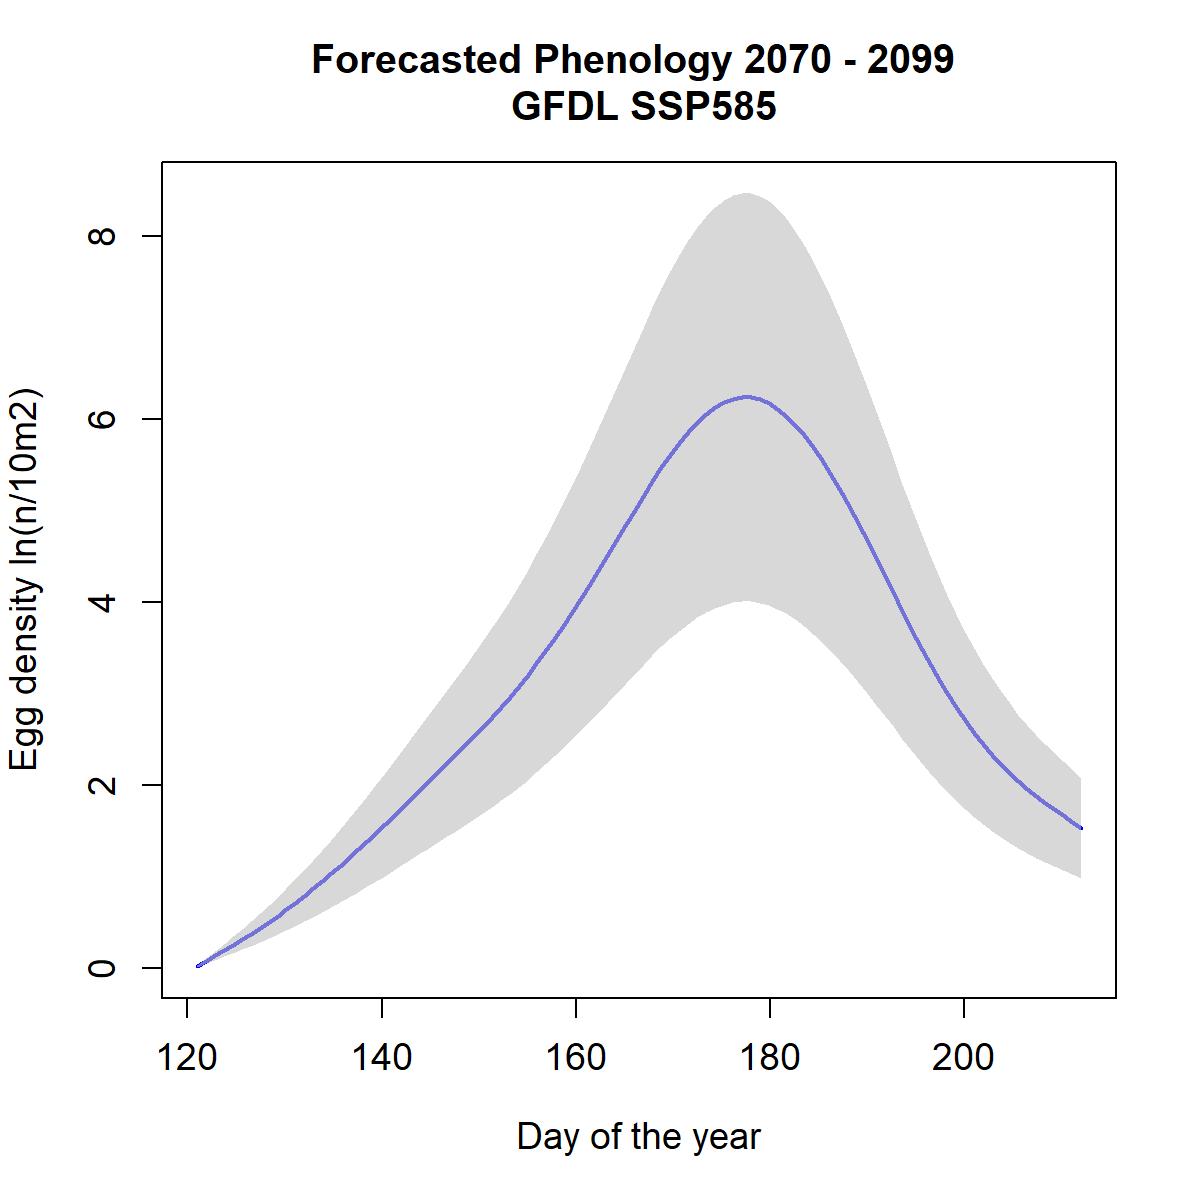 Forecasted Phenology 2070 - 2099
GFDL SSP585
Egg density ln(n/10m2)
8
6
4
2
0
120 140 160 180 200
Day of the year